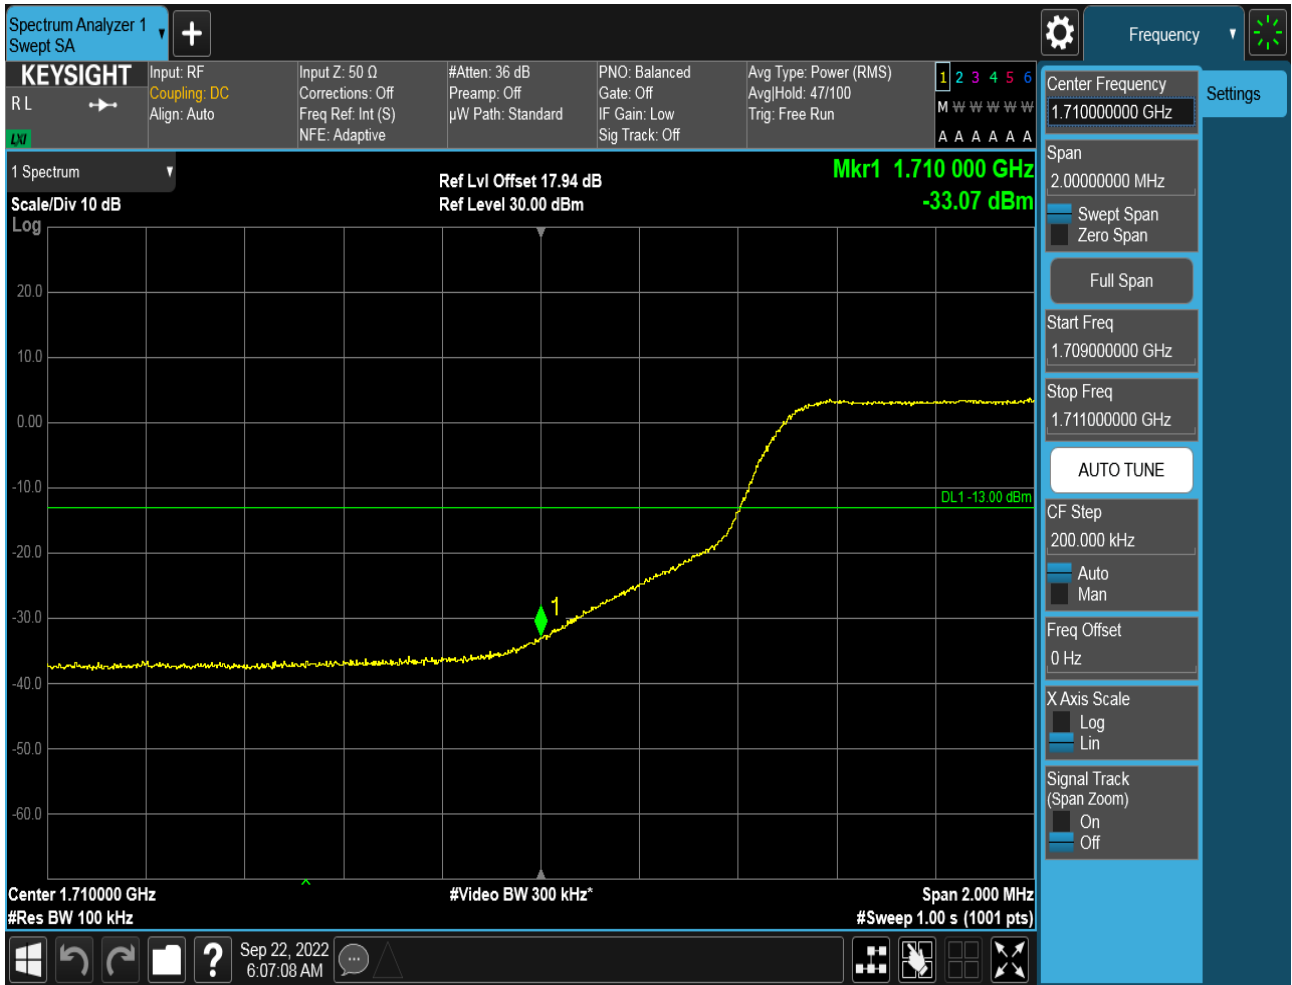 Spectrum Analyzer 1
Swept SA
Frequency
KEYSIGHT
R L
LXI
Input: RF
Coupling: DC
Align: Auto
Input Z: 50 Ω
Corrections: Off
Freq Ref: Int (S)
NFE: Adaptive
#Atten: 36 dB
Preamp: Off
µW Path: Standard
PNO: Balanced
Gate: Off
IF Gain: Low
Sig Track: Off
Avg Type: Power (RMS)
Avg|Hold: 47/100
Trig: Free Run
1 2 3 4 5 6
M W W W W W
A A A A A A
1 Spectrum
Scale/Div 10 dB
Log
Ref Lvl Offset 17.94 dB
Ref Level 30.00 dBm
Mkr1 1.710 000 GHz
-33.07 dBm
20.0
10.0
0.00
-10.0
-20.0
-30.0
-40.0
-50.0
-60.0
DL1 -13.00 dBm
1
Center 1.710000 GHz
#Res BW 100 kHz
#Video BW 300 kHz*
Span 2.000 MHz
#Sweep 1.00 s (1001 pts)
Sep 22, 2022
6:07:08 AM
Center Frequency
1.710000000 GHz
Settings
Span
2.00000000 MHz
Swept Span
Zero Span
Full Span
Start Freq
1.709000000 GHz
Stop Freq
1.711000000 GHz
AUTO TUNE
CF Step
200.000 kHz
Auto
Man
Freq Offset
0 Hz
X Axis Scale
Log
Lin
Signal Track
(Span Zoom)
On
Off